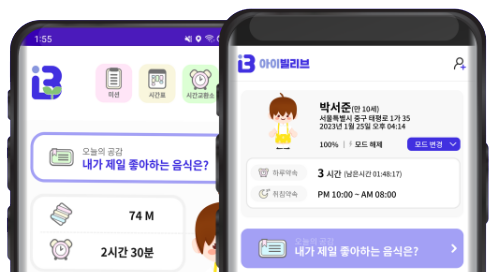 1:55
미션
시간표
시간교환소
오늘의 공감
내가 제일 좋아하는 음식은?
74 M
2시간 30분
아이빌리브
박서준(만 10세)
서울특별시 중구 태평로 1가 35
2023년 1월 25일 오후 04:14
100% | 모드 해제
모드 변경
하루약속
3 시간 (남은시간 01:48:17)
취침약속
PM 10:00 ~ AM 08:00
오늘의 공감
내가 제일 좋아하는 음식은?